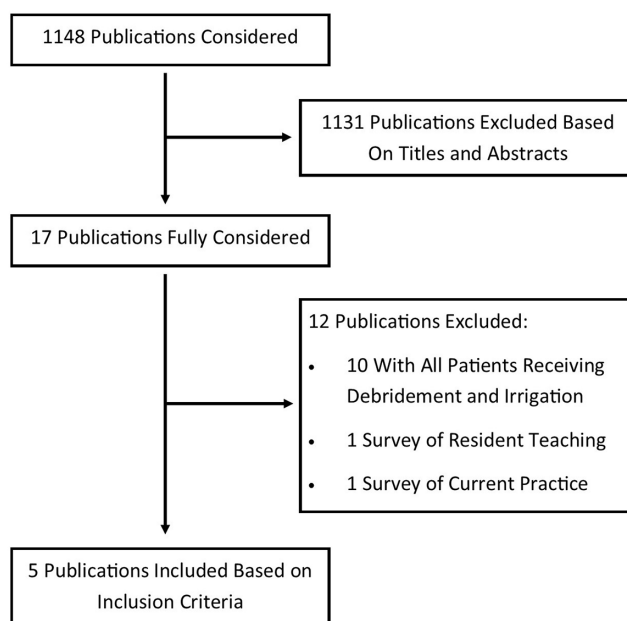 1148 Publications Considered
1131 Publications Excluded Based
On Titles and Abstracts
17 Publications Fully Considered
12 Publications Excluded:
• 10 With All Patients Receiving
Debridement and Irrigation
• 1 Survey of Resident Teaching
• 1 Survey of Current Practice
5 Publications Included Based on
Inclusion Criteria